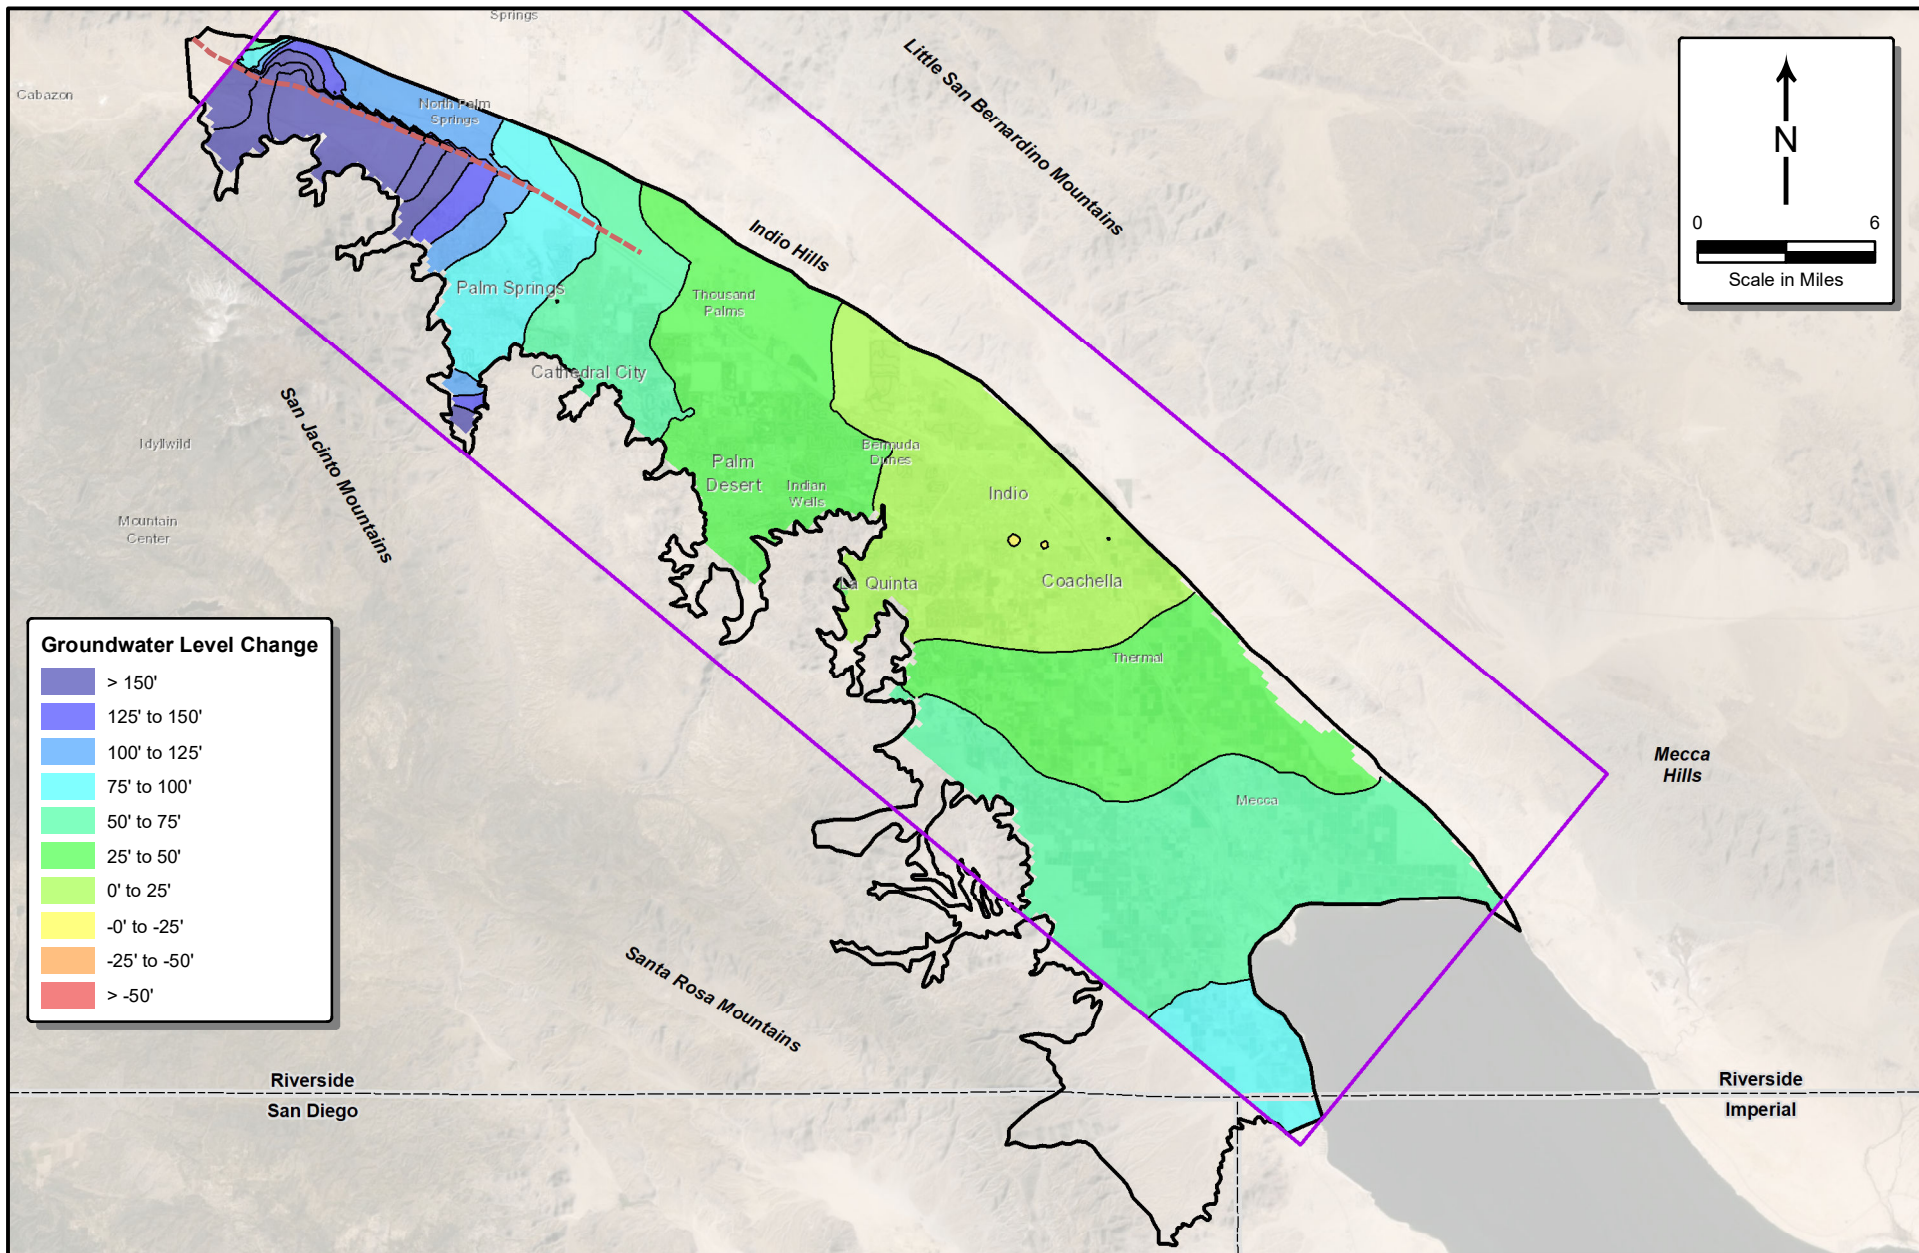 Springs
Cabazon
North Palm
Springs
Little San Bernardino Mountains
Indio Hills
N
0 6
Scale in Miles
Palm Springs
Thousand
Palms
Cathedral City
San Jacinto Mountains
Idyllwild
Mountain
Center
Palm
Desert
Indian
Wells
Bermuda
Dunes
Indio
La Quinta
Coachella
Thermal
Mecca
Mecca
Hills
Santa Rosa Mountains
Groundwater Level Change
> 150'
125' to 150'
100' to 125'
75' to 100'
50' to 75'
25' to 50'
0' to 25'
-0' to -25'
-25' to -50'
> -50'
Riverside
San Diego
Riverside
Imperial